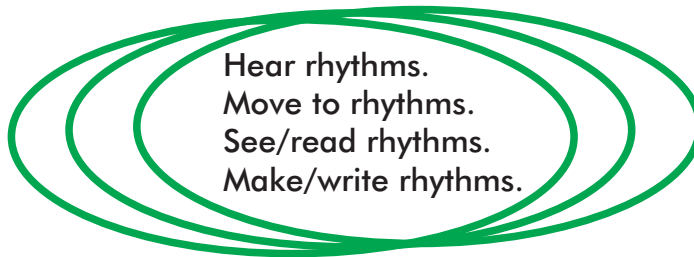 Hear rhythms.
Move to rhythms.
See/read rhythms.
Make/write rhythms.